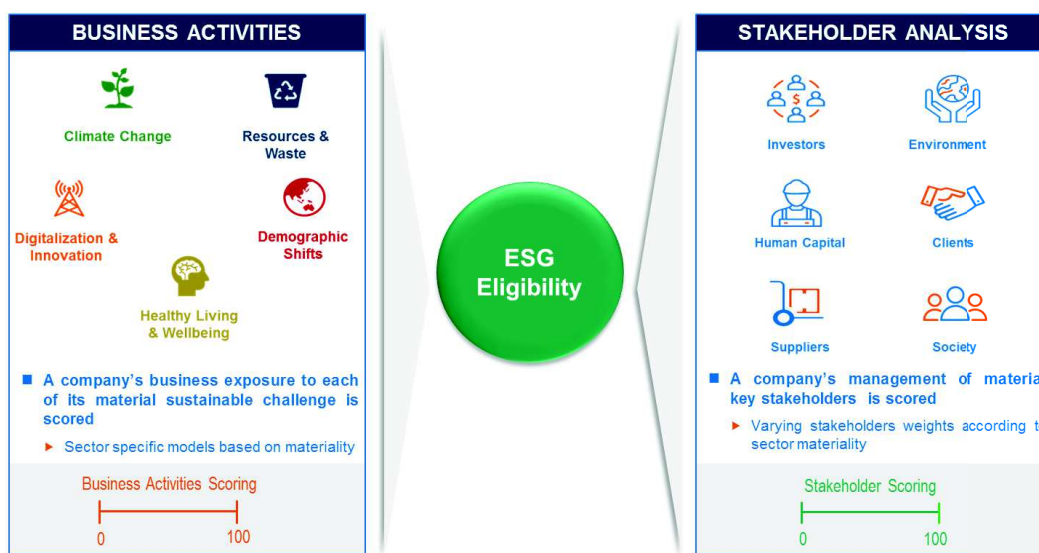 BUSINESS ACTIVITIES
Climate Change
Resources &
Waste
Digitalization &
Innovation
Demographic
Shifts
Healthy Living
& Wellbeing
A company's business exposure to each
of its material sustainable challenge is
scored
Sector specific models based on materiality
Business Activities Scoring
0
100
ESG
Eligibility
STAKEHOLDER ANALYSIS
$
Investors
Environment
Human Capital
Clients
Suppliers
Society
A company's management of materia
key stakeholders is scored
Varying stakeholders weights according t
sector materiality
Stakeholder Scoring
0
100